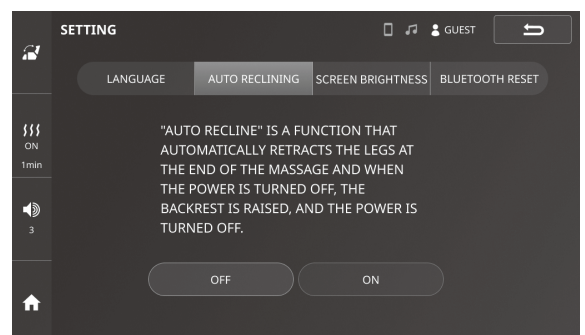 SETTING
GUEST
LANGUAGE
AUTO RECLINING
SCREEN BRIGHTNESS
BLUETOOTH RESET
ON
1min
3
"AUTO RECLINE" IS A FUNCTION THAT
AUTOMATICALLY RETRACTS THE LEGS AT
THE END OF THE MASSAGE AND WHEN
THE POWER IS TURNED OFF, THE
BACKREST IS RAISED, AND THE POWER IS
TURNED OFF.
OFF
ON